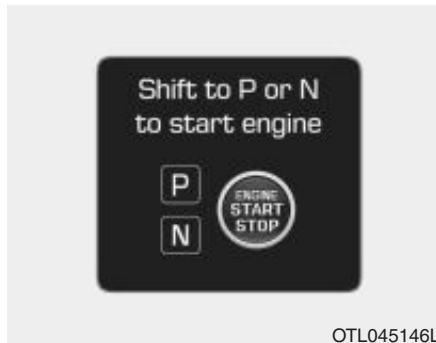 Shift to P or N
to start engine
P
N
ENGINE
START
STOP
OTL045146L